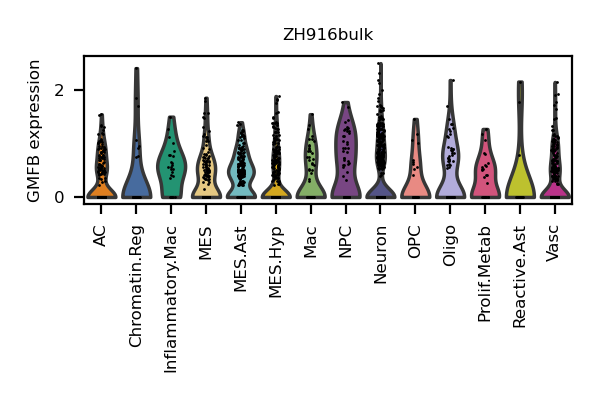 ZH916bulk
GMFB expression
2
0
AC
Chromatin.Reg
Inflammatory.Mac
MES
MES.Ast
MES.Hyp
Mac
NPC
Neuron
OPC
Oligo
Prolif.Metab
Reactive.Ast
Vasc